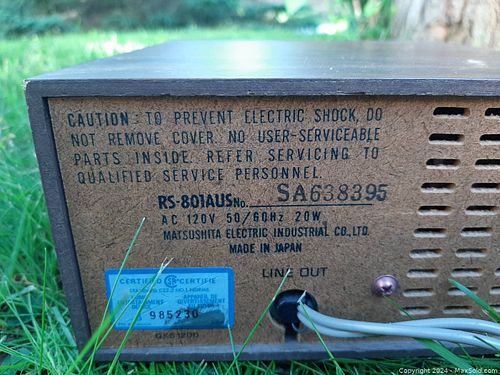 CAUTION: TO PREVENT ELECTRIC SHOCK, DO
NOT REMOVE COVER. NO USER-SERVICEABLE
PARTS INSIDE. REFER SERVICING TO
QUALIFIED SERVICE PERSONNEL.
RS-801AUS No. SA638395
AC 120V 50/60Hz 20W
MATSUSHITA ELECTRIC INDUSTRIAL CO., LTD.
MADE IN JAPAN
LINE OUT
CERTIFIED SA CERTIFIE
985230
Copyright 2024 - MaxSold.com